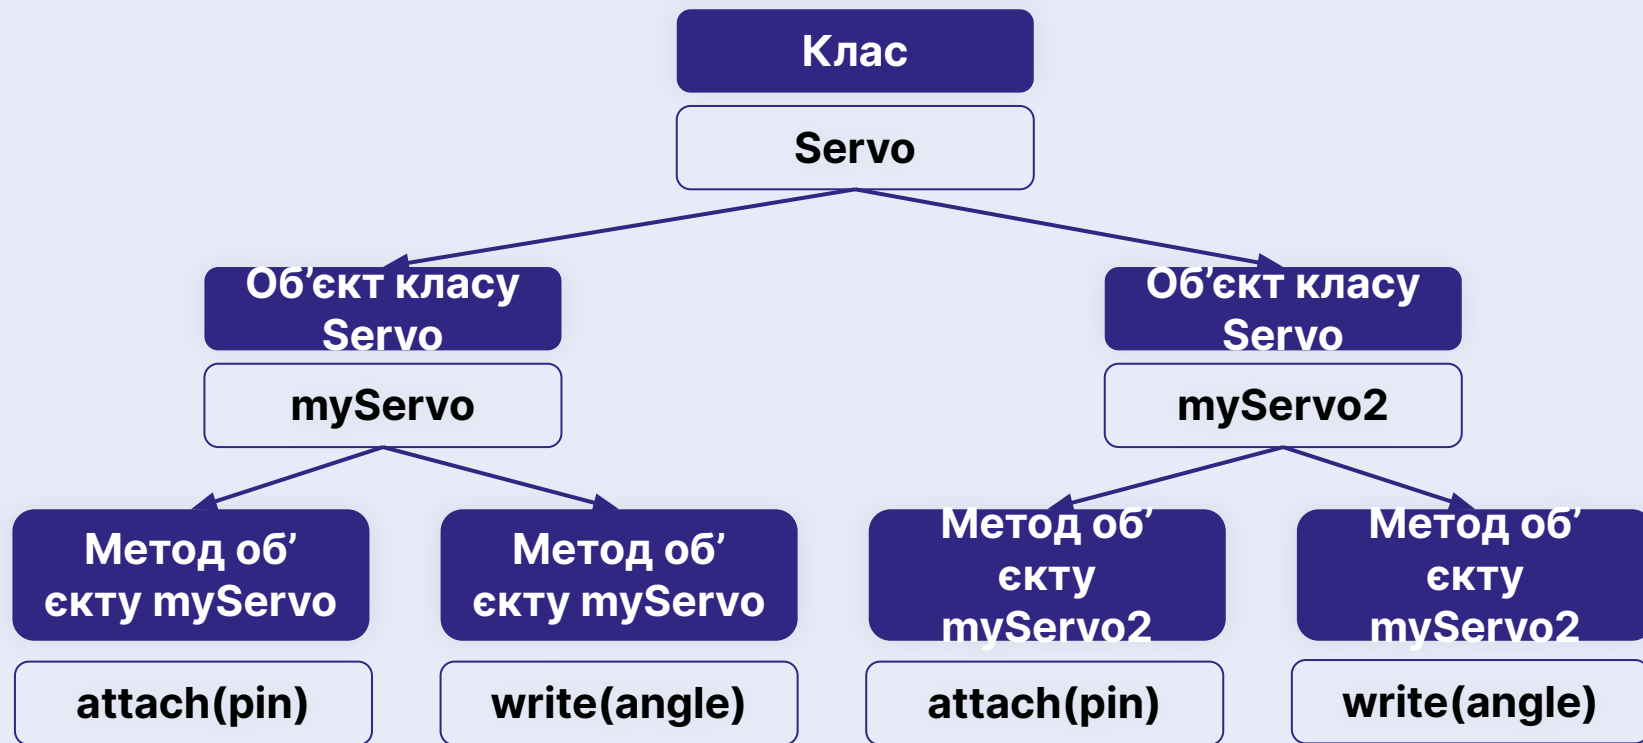 Клас
Servo
Об’єкт класу
Servo
myServo
Об’єкт класу
Servo
myServo2
Метод об’
єкту myServo
attach(pin)
Метод об’
єкту myServo
write(angle)
Метод об’
єкту
myServo2
attach(pin)
Метод об’
єкту
myServo2
write(angle)